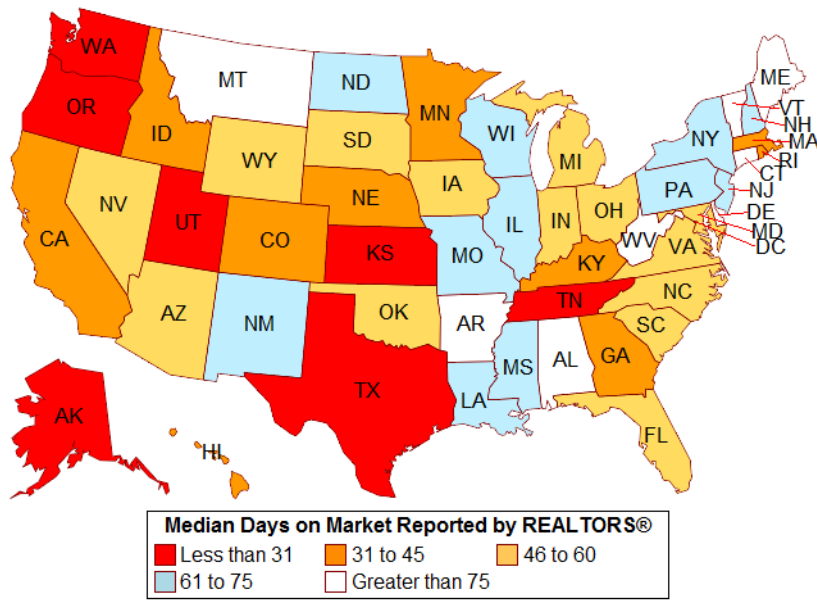 WA
MT
ND
MN
ME
VT
NH
MA
RI
CT
NJ
DE
MD
DC
OR
ID
WY
SD
WI
MI
NY
PA
NV
UT
CO
NE
IA
IL
IN
OH
WV
VA
CA
KS
MO
KY
AZ
NM
OK
AR
TN
NC
SC
TX
LA
MS
AL
GA
FL
AK
HI
Median Days on Market Reported by REALTORS®
Less than 31
31 to 45
46 to 60
61 to 75
Greater than 75